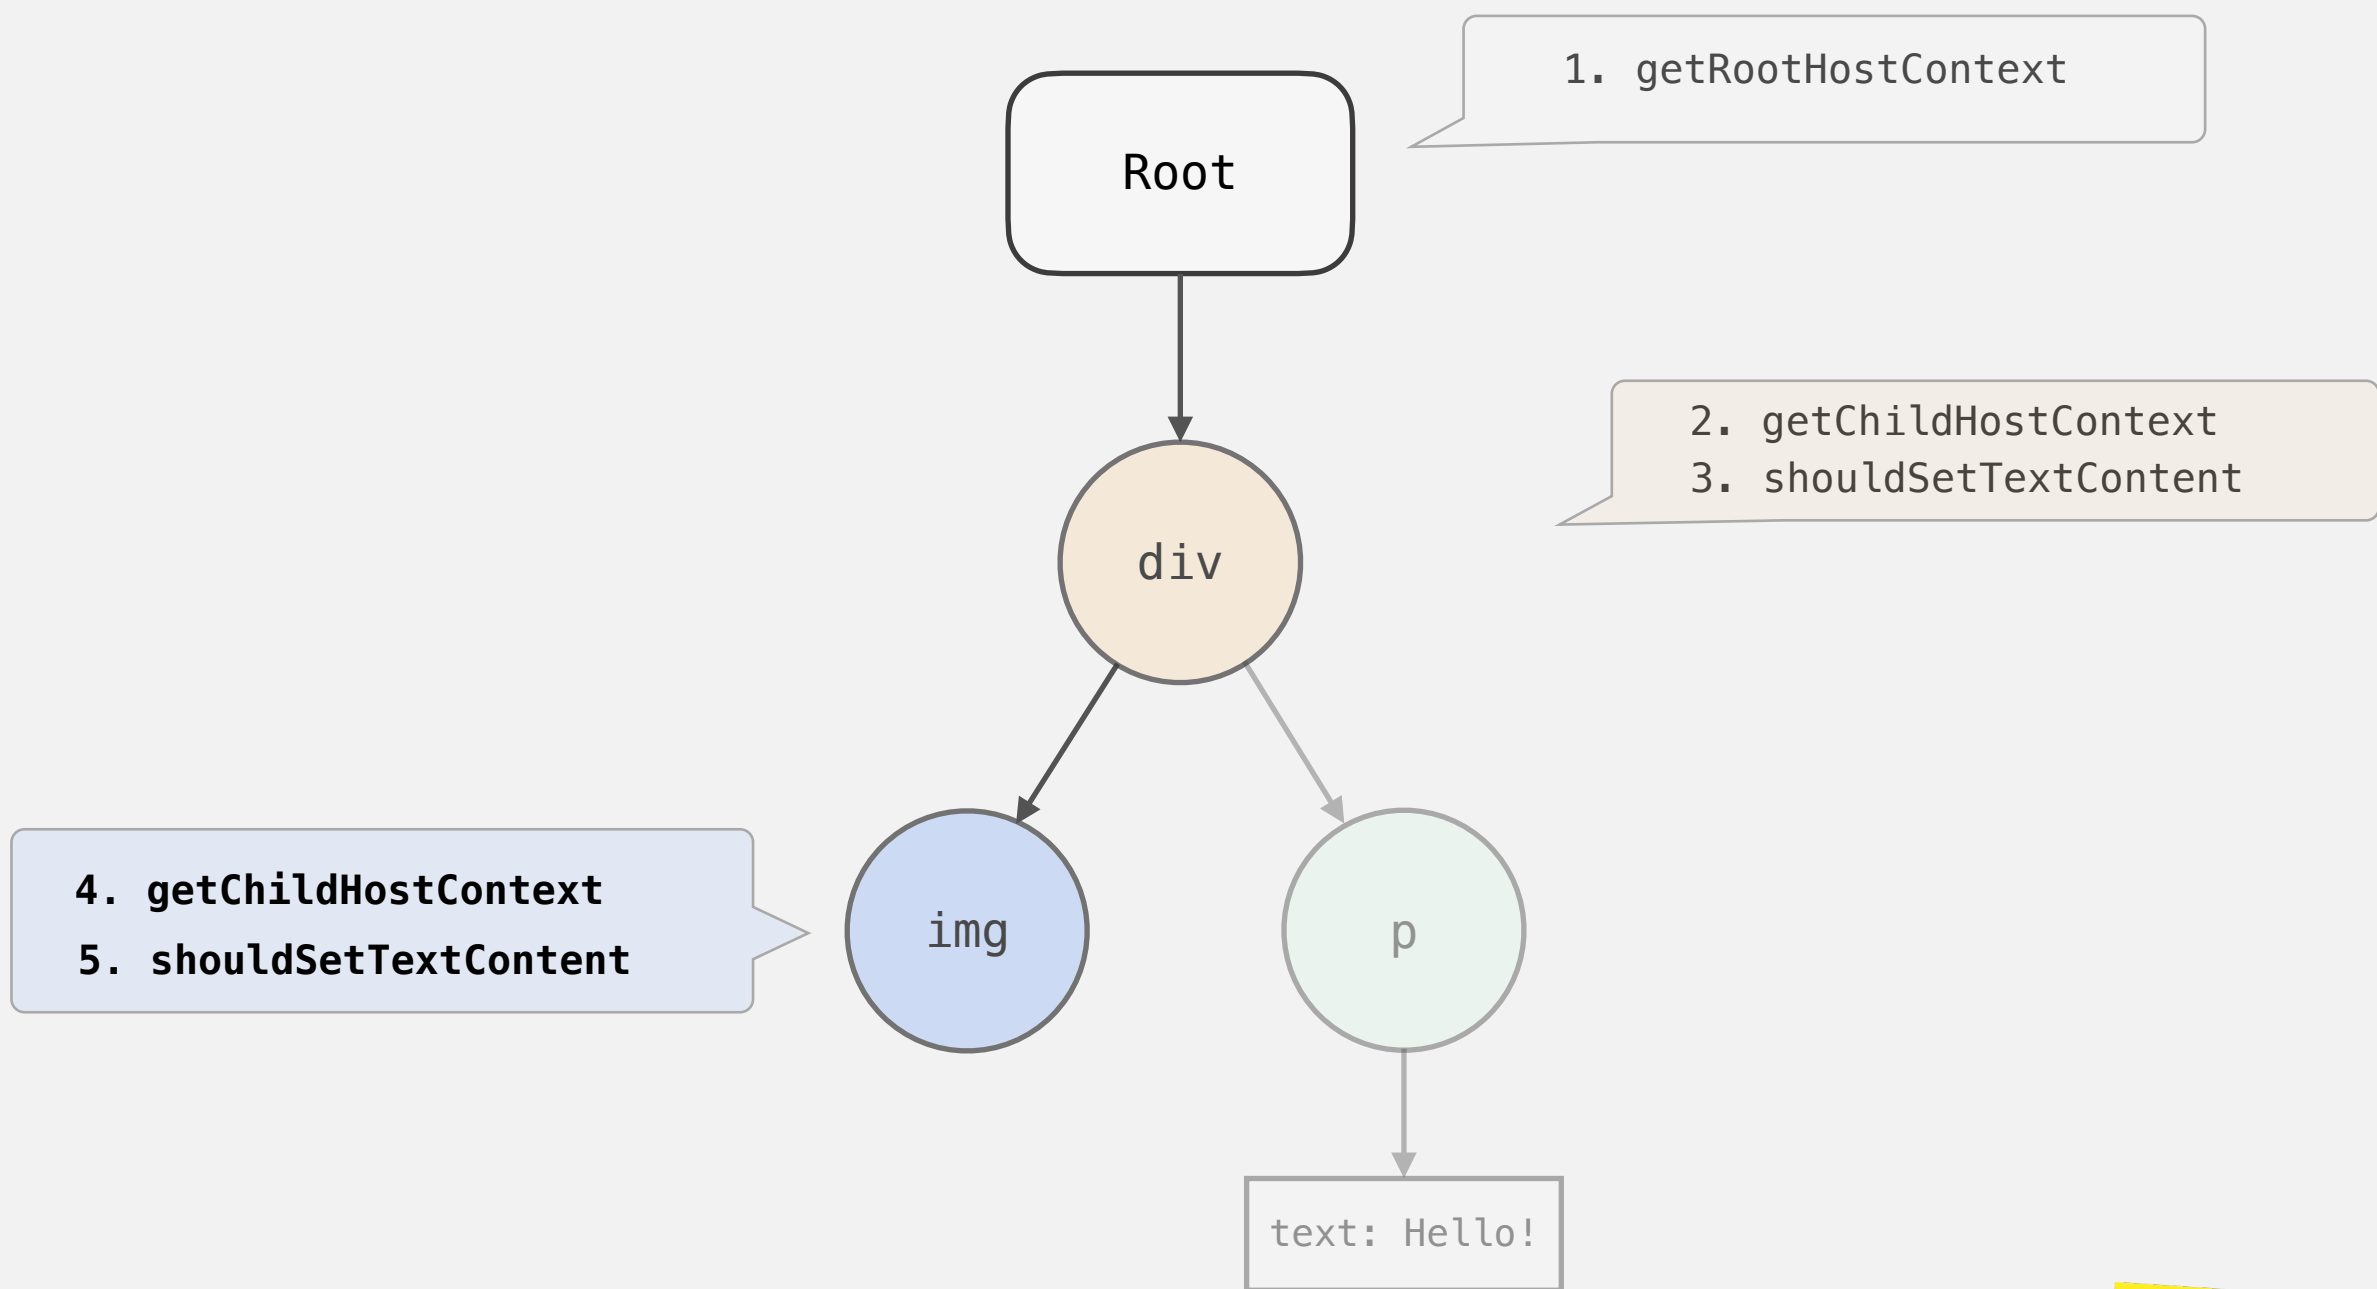 1. getRootHostContext
Root
2. getChildHostContext
3. shouldSetTextContent
div
4. getChildHostContext
5. shouldSetTextContent
img
p
text: Hello!